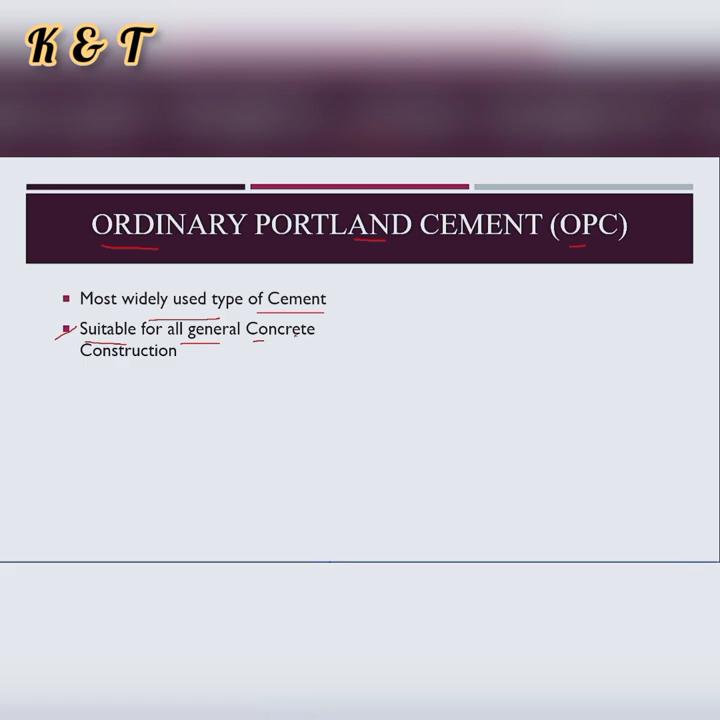 K & T
ORDINARY PORTLAND CEMENT (OPC)
Most widely used type of Cement
Suitable for all general Concrete
Construction